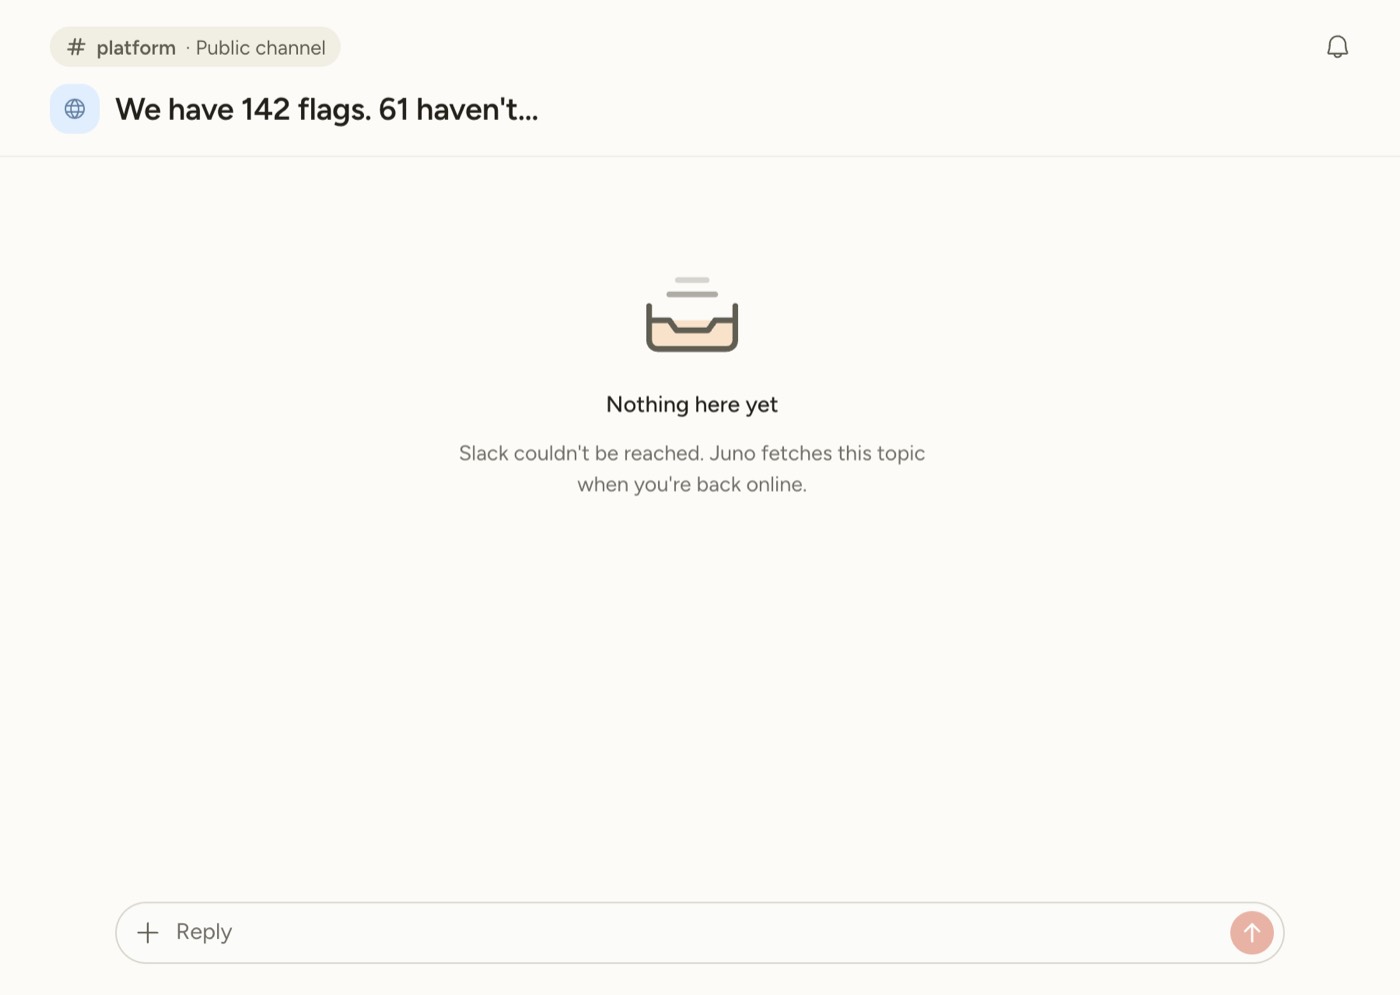 # platform · Public channel
We have 142 flags. 61 haven't...
Nothing here yet
Slack couldn't be reached. Juno fetches this topic
when you're back online.
Reply